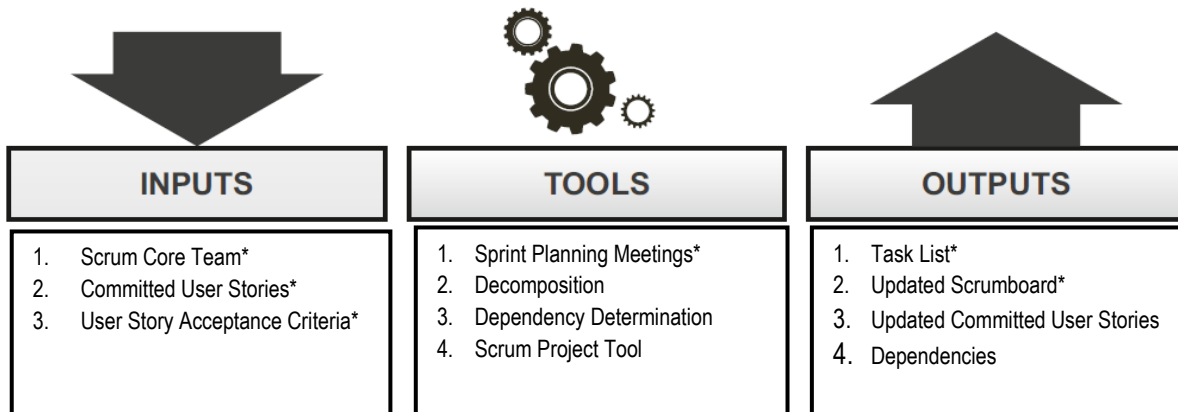 INPUTS
1. Scrum Core Team*
2. Committed User Stories*
3. User Story Acceptance Criteria*
TOOLS
1. Sprint Planning Meetings*
2. Decomposition
3. Dependency Determination
4. Scrum Project Tool
OUTPUTS
1. Task List*
2. Updated Scrumboard*
3. Updated Committed User Stories
4. Dependencies